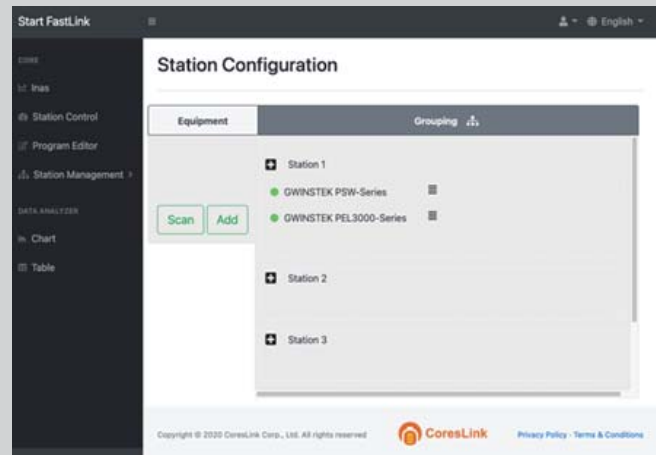 Start FastLink
English
CORE
Inas
Station Control
Program Editor
Station Management
DATA ANALYZER
Chart
Table
Station Configuration
Equipment
Grouping
Scan
Add
Station 1
GWINSTEK PSW-Series
GWINSTEK PEL3000-Series
Station 2
Station 3
Copyright © 2020 CoresLink Corp., Ltd. All rights reserved
CoresLink
Privacy Policy · Terms & Conditions